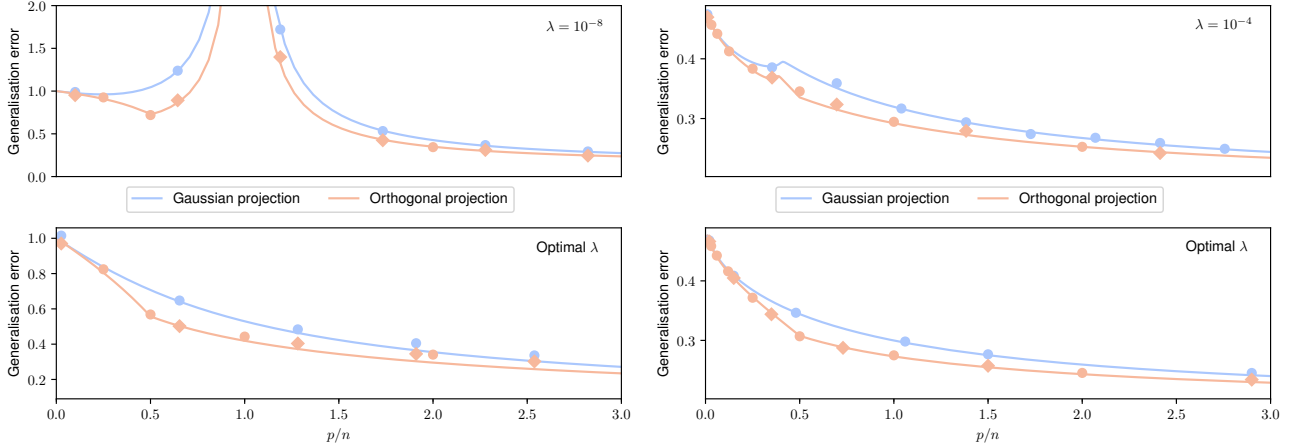 Generalisation error
2.0
1.5
1.0
0.5
0.0
λ = 10⁻⁸
Gaussian projection Orthogonal projection
Generalisation error
0.4
0.3
λ = 10⁻⁴
Gaussian projection Orthogonal projection
Generalisation error
1.0
0.8
0.6
0.4
0.2
Optimal λ
0.0 0.5 1.0 1.5 2.0 2.5 3.0
p/n
Generalisation error
0.4
0.3
Optimal λ
0.0 0.5 1.0 1.5 2.0 2.5 3.0
p/n